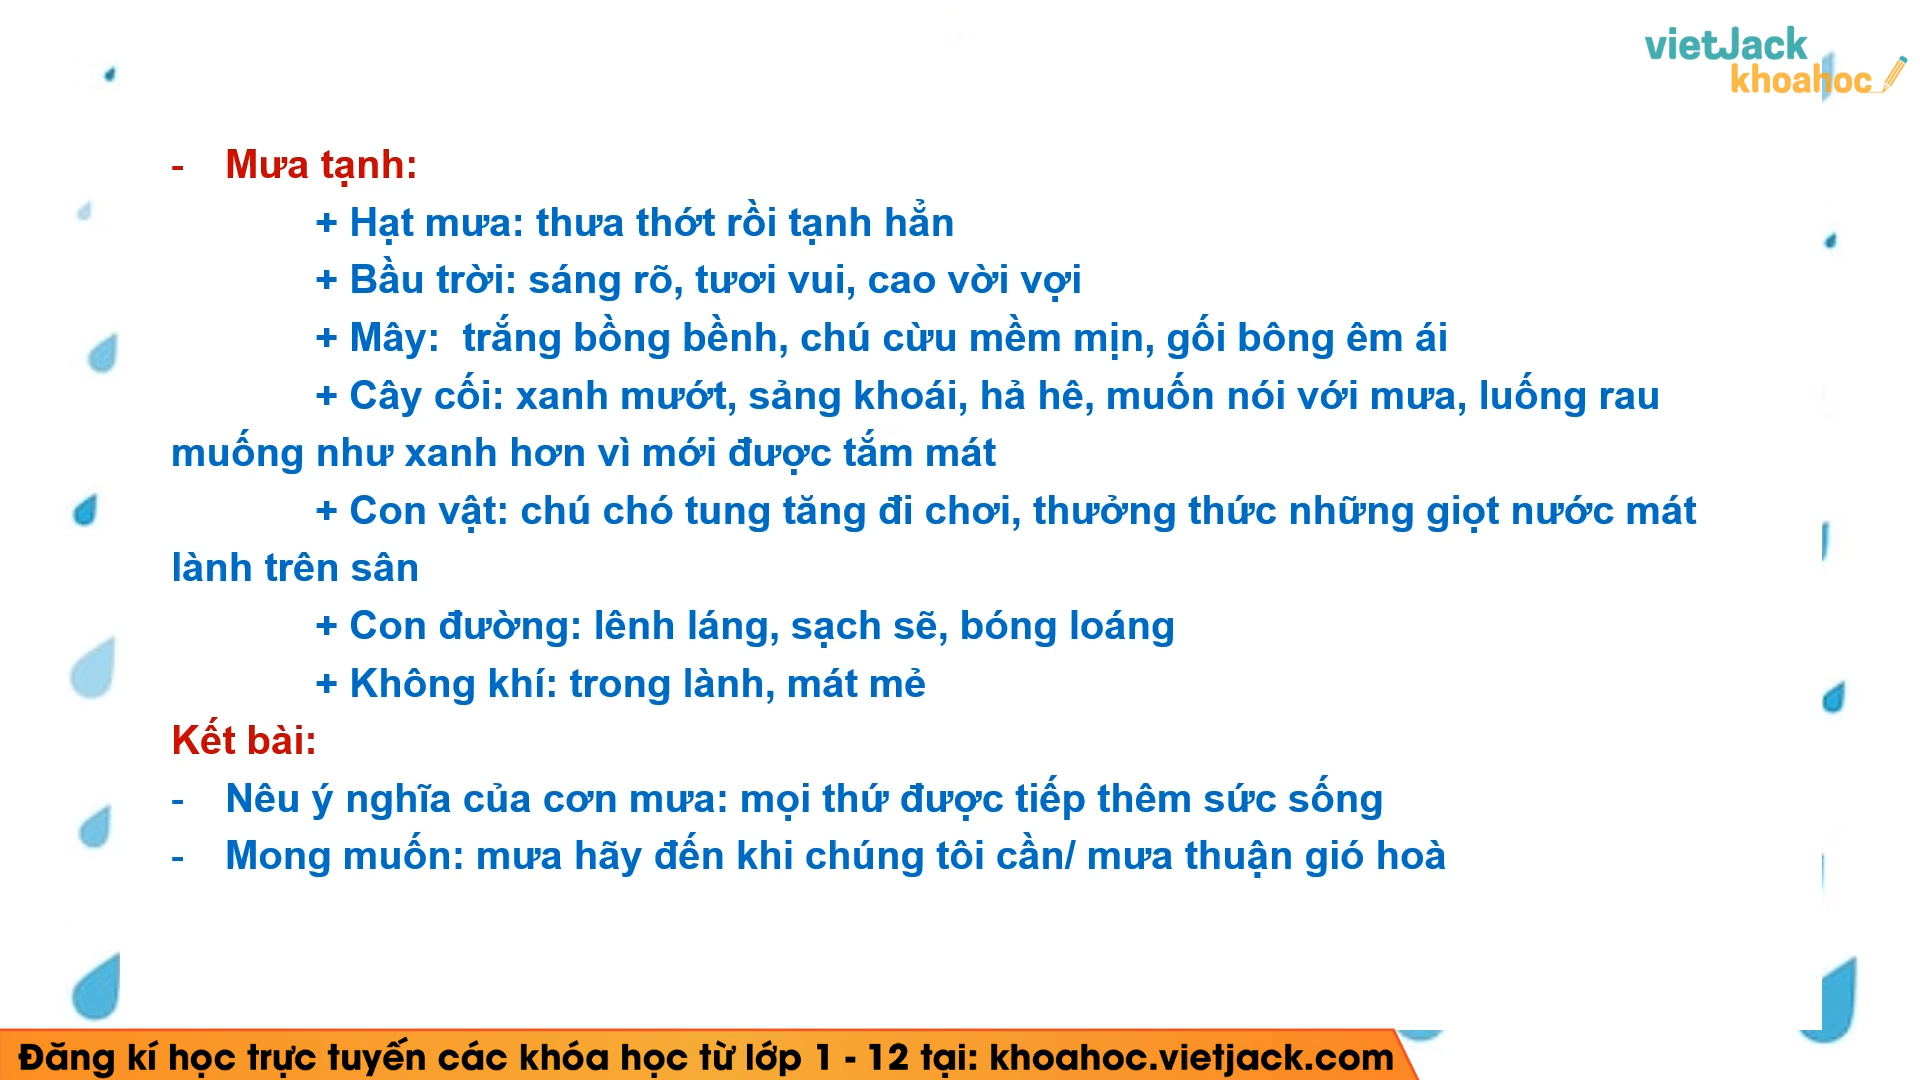 vietJack
khoahoc
- Mưa tạnh:
+ Hạt mưa: thưa thớt rồi tạnh hẳn
+ Bầu trời: sáng rõ, tươi vui, cao vời vợi
+ Mây: trắng bồng bềnh, chú cừu mềm mịn, gối bông êm ái
+ Cây cối: xanh mướt, sảng khoái, hả hê, muốn nói với mưa, luống rau
muống như xanh hơn vì mới được tắm mát
+ Con vật: chú chó tung tăng đi chơi, thưởng thức những giọt nước mát
lành trên sân
+ Con đường: lênh láng, sạch sẽ, bóng loáng
+ Không khí: trong lành, mát mẻ
Kết bài:
- Nêu ý nghĩa của cơn mưa: mọi thứ được tiếp thêm sức sống
- Mong muốn: mưa hãy đến khi chúng tôi cần/ mưa thuận gió hoà
Đăng kí học trực tuyến các khóa học từ lớp 1 - 12 tại: khoahoc.vietjack.com